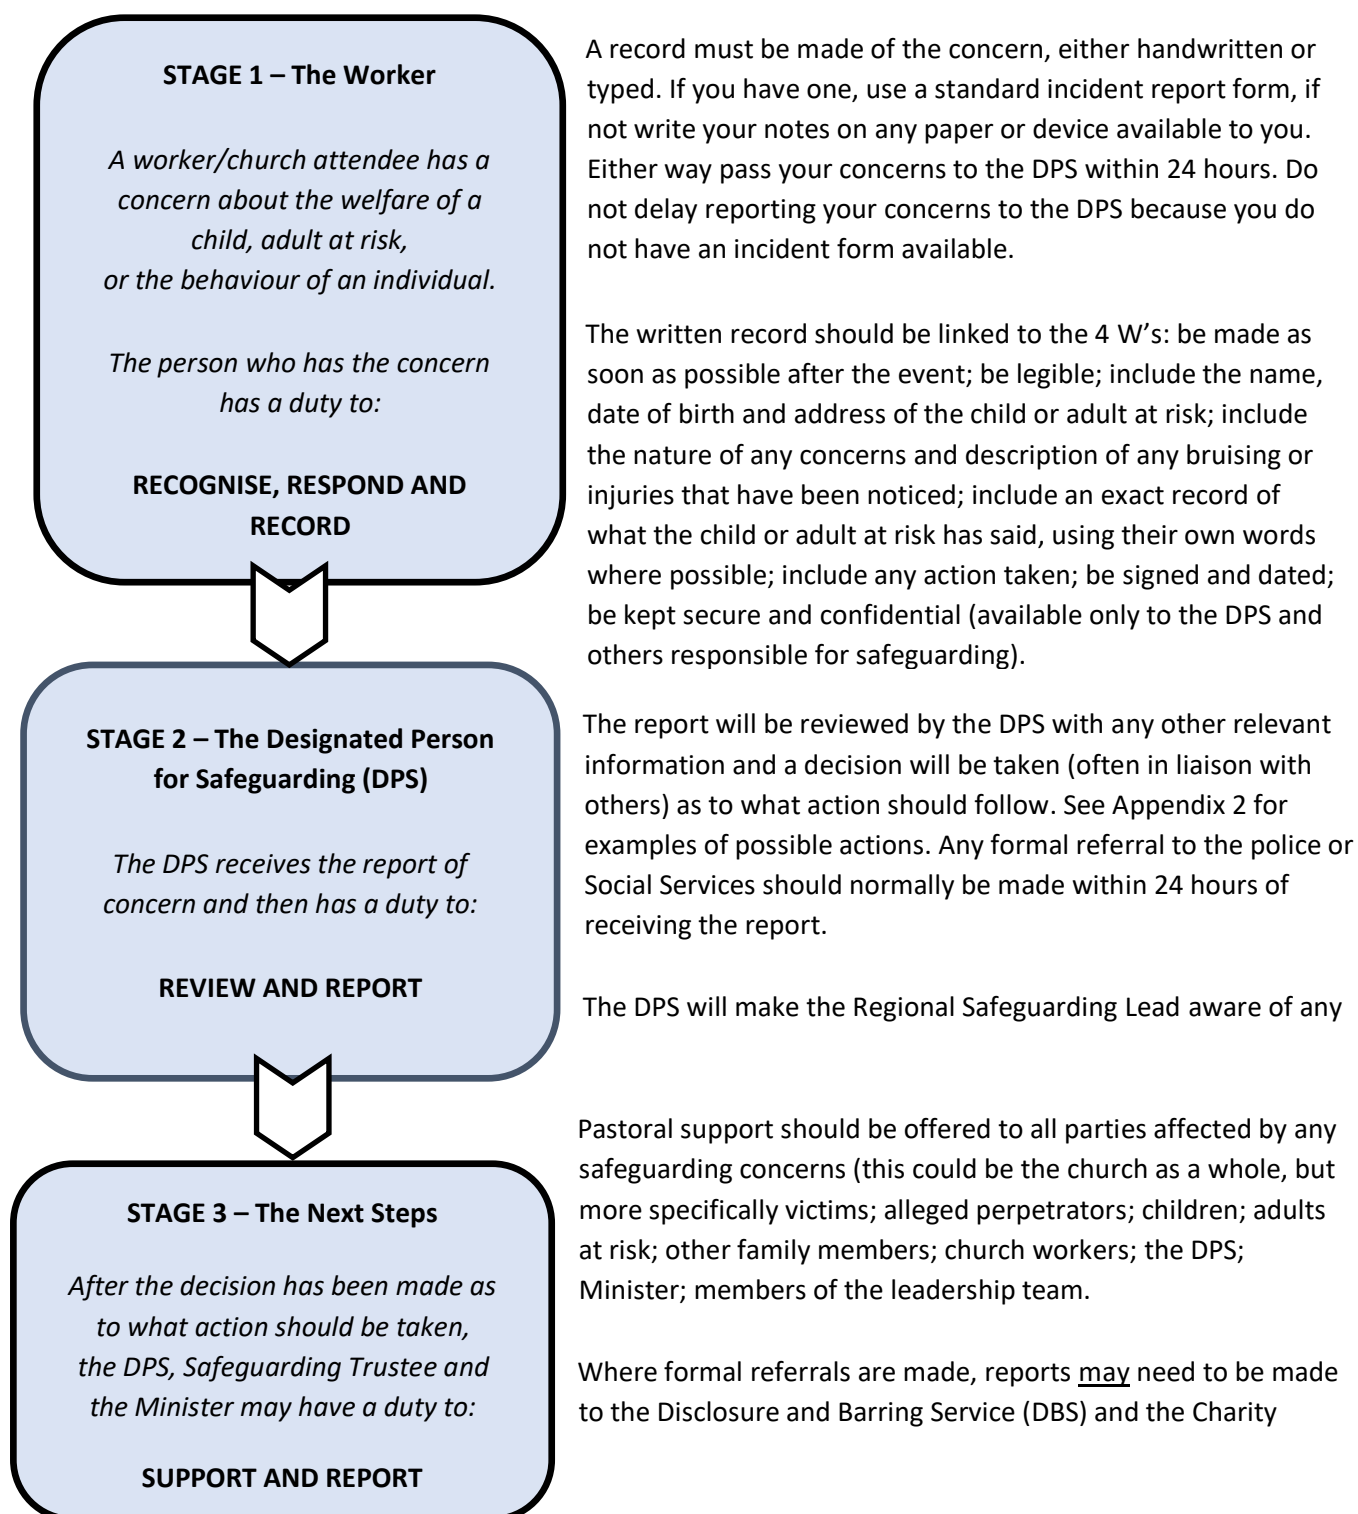 STAGE 1 – The Worker
A worker/church attendee has a
concern about the welfare of a
child, adult at risk,
or the behaviour of an individual.
The person who has the concern
has a duty to:
RECOGNISE, RESPOND AND
RECORD
A record must be made of the concern, either handwritten or
typed. If you have one, use a standard incident report form, if
not write your notes on any paper or device available to you.
Either way pass your concerns to the DPS within 24 hours. Do
not delay reporting your concerns to the DPS because you do
not have an incident form available.
The written record should be linked to the 4 W’s: be made as
soon as possible after the event; be legible; include the name,
date of birth and address of the child or adult at risk; include
the nature of any concerns and description of any bruising or
injuries that have been noticed; include an exact record of
what the child or adult at risk has said, using their own words
where possible; include any action taken; be signed and dated;
be kept secure and confidential (available only to the DPS and
others responsible for safeguarding).
STAGE 2 – The Designated Person
for Safeguarding (DPS)
The DPS receives the report of
concern and then has a duty to:
REVIEW AND REPORT
The report will be reviewed by the DPS with any other relevant
information and a decision will be taken (often in liaison with
others) as to what action should follow. See Appendix 2 for
examples of possible actions. Any formal referral to the police or
Social Services should normally be made within 24 hours of
receiving the report.
The DPS will make the Regional Safeguarding Lead aware of any
STAGE 3 – The Next Steps
After the decision has been made as
to what action should be taken,
the DPS, Safeguarding Trustee and
the Minister may have a duty to:
SUPPORT AND REPORT
Pastoral support should be offered to all parties affected by any
safeguarding concerns (this could be the church as a whole, but
more specifically victims; alleged perpetrators; children; adults
at risk; other family members; church workers; the DPS;
Minister; members of the leadership team.
Where formal referrals are made, reports may need to be made
to the Disclosure and Barring Service (DBS) and the Charity